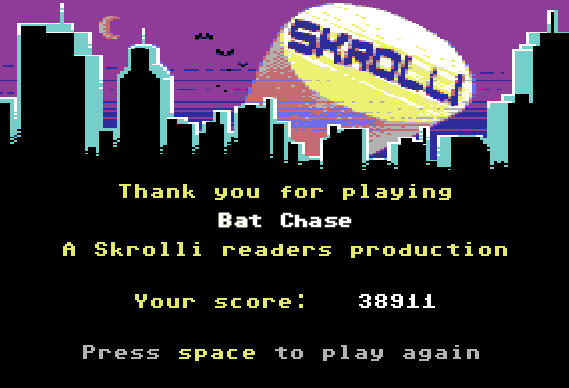 SKROLLI
Thank you for playing
Bat Chase
A Skrolli readers production
Your score: 38911
Press space to play again